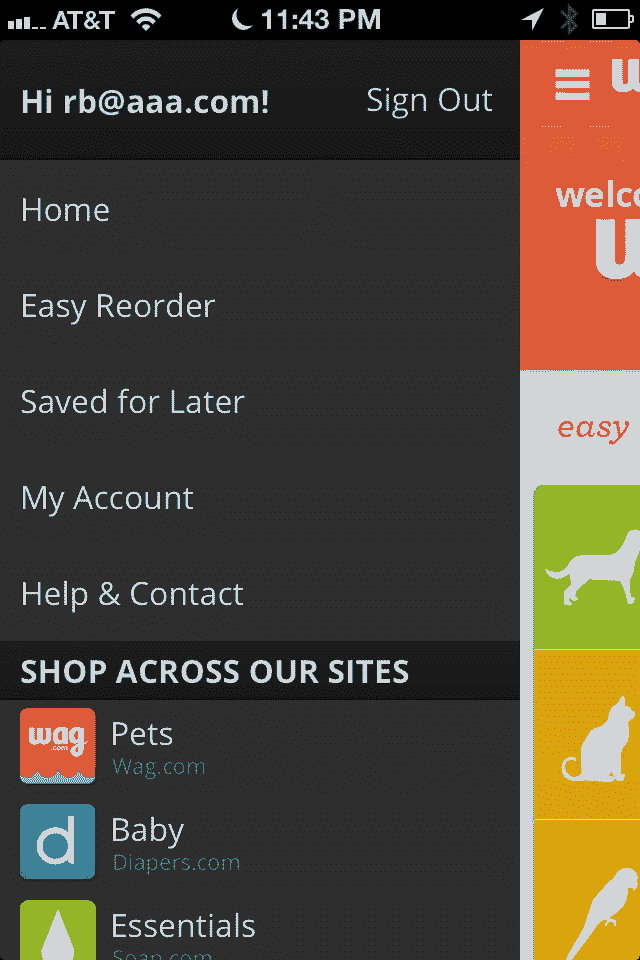 AT&T 11:43 PM
Hi rb@aaa.com! Sign Out
Home
Easy Reorder
Saved for Later
My Account
Help & Contact
SHOP ACROSS OUR SITES
wag
.com
Pets
Wag.com
d
Baby
Diapers.com
Essentials
Soap.com
easy